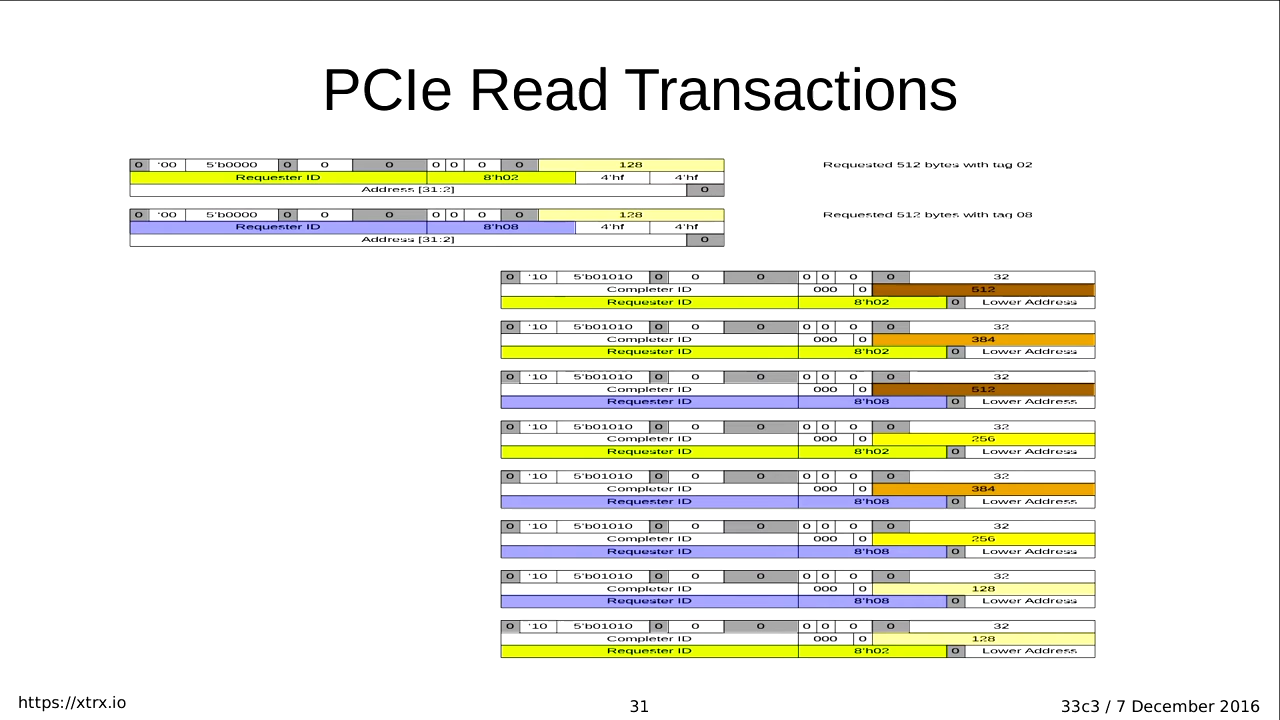 PCIe Read Transactions
0 '00 5'b0000 0 0 0 0 0 0 0 128 Requested 512 bytes with tag 02
Requester ID 8'h02 4'hf 4'hf
Address [31:2] 0
0 '00 5'b0000 0 0 0 0 0 0 0 128 Requested 512 bytes with tag 08
Requester ID 8'h08 4'hf 4'hf
Address [31:2] 0
0 '10 5'b01010 0 0 0 0 0 0 0 32
Completer ID 000 0 512
Requester ID 8'h02 0 Lower Address
0 '10 5'b01010 0 0 0 0 0 0 0 32
Completer ID 000 0 384
Requester ID 8'h02 0 Lower Address
0 '10 5'b01010 0 0 0 0 0 0 0 32
Completer ID 000 0 512
Requester ID 8'h08 0 Lower Address
0 '10 5'b01010 0 0 0 0 0 0 0 32
Completer ID 000 0 256
Requester ID 8'h02 0 Lower Address
0 '10 5'b01010 0 0 0 0 0 0 0 32
Completer ID 000 0 384
Requester ID 8'h08 0 Lower Address
0 '10 5'b01010 0 0 0 0 0 0 0 32
Completer ID 000 0 256
Requester ID 8'h08 0 Lower Address
0 '10 5'b01010 0 0 0 0 0 0 0 32
Completer ID 000 0 128
Requester ID 8'h08 0 Lower Address
0 '10 5'b01010 0 0 0 0 0 0 0 32
Completer ID 000 0 128
Requester ID 8'h02 0 Lower Address
https://xtrx.io 31 33c3 / 7 December 2016